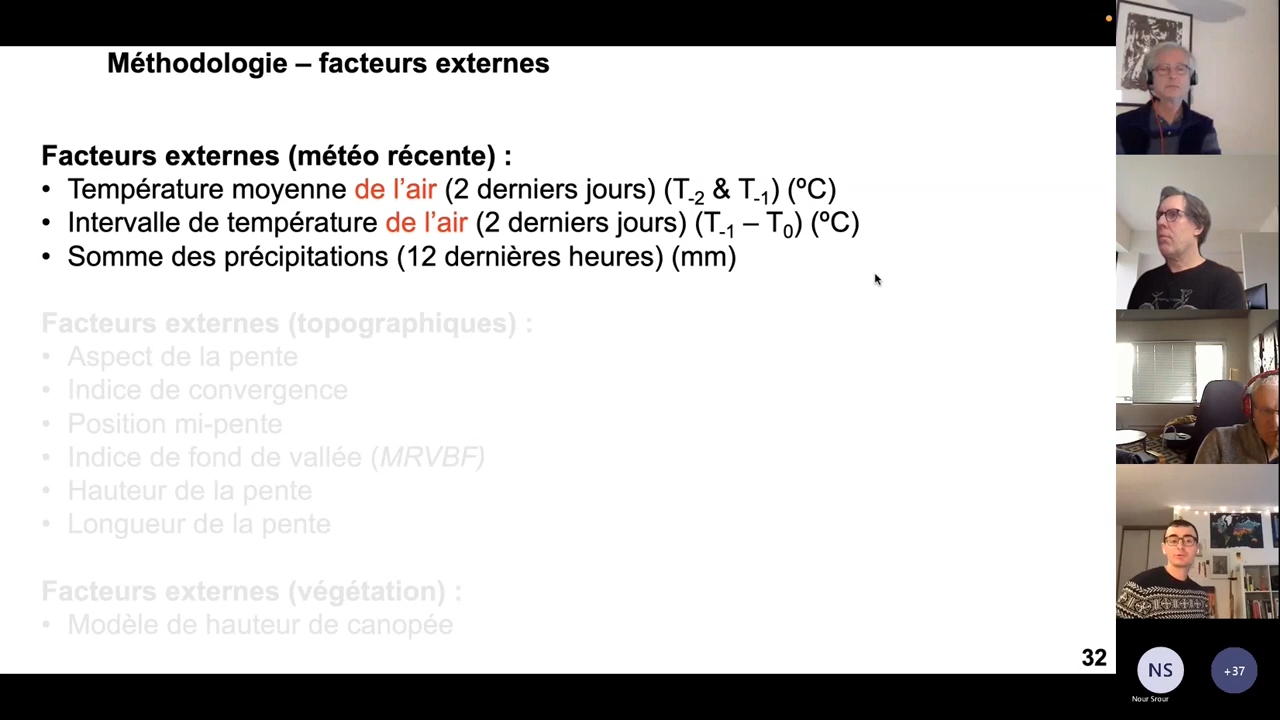 Méthodologie – facteurs externes
Facteurs externes (météo récente) :
• Température moyenne de l’air (2 derniers jours) (T-2 & T-1) (ºC)
• Intervalle de température de l’air (2 derniers jours) (T-1 – T0) (ºC)
• Somme des précipitations (12 dernières heures) (mm)
Facteurs externes (topographiques) :
• Aspect de la pente
• Indice de convergence
• Position mi-pente
• Indice de fond de vallée (MRVBF)
• Hauteur de la pente
• Longueur de la pente
Facteurs externes (végétation) :
• Modèle de hauteur de canopée
32
NS
Nour Srour
+37